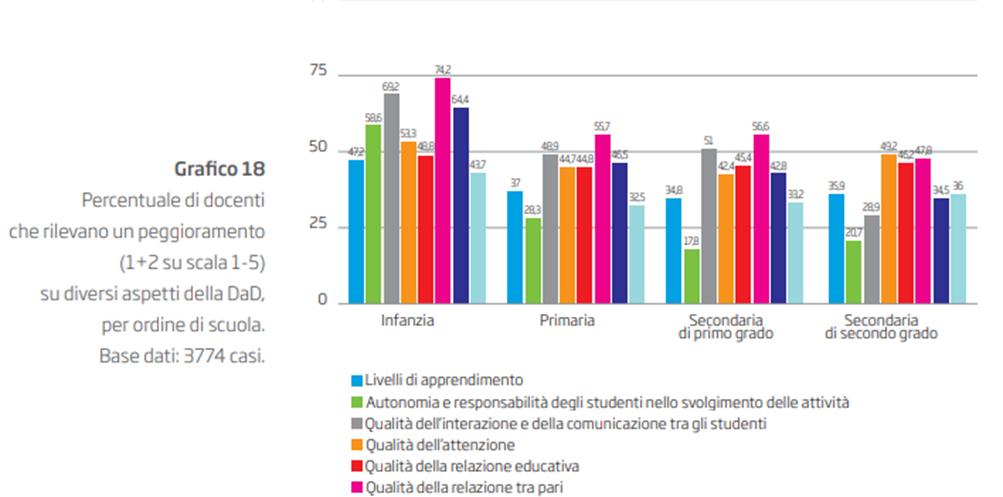 Grafico 18
Percentuale di docenti
che rilevano un peggioramento
(1+2 su scala 1-5)
su diversi aspetti della DaD,
per ordine di scuola.
Base dati: 3774 casi.
75
50
25
0
47,2
58,6
69,2
53,3
48,8
74,2
64,4
43,7
37
28,3
48,9
44,7
44,8
55,7
46,5
32,5
34,8
17,8
51
42,4
45,4
56,6
42,8
33,2
35,9
20,7
28,9
49,2
46,2
47,8
34,5
36
Infanzia
Primaria
Secondaria
di primo grado
Secondaria
di secondo grado
Livelli di apprendimento
Autonomia e responsabilità degli studenti nello svolgimento delle attività
Qualità dell'interazione e della comunicazione tra gli studenti
Qualità dell'attenzione
Qualità della relazione educativa
Qualità della relazione tra pari